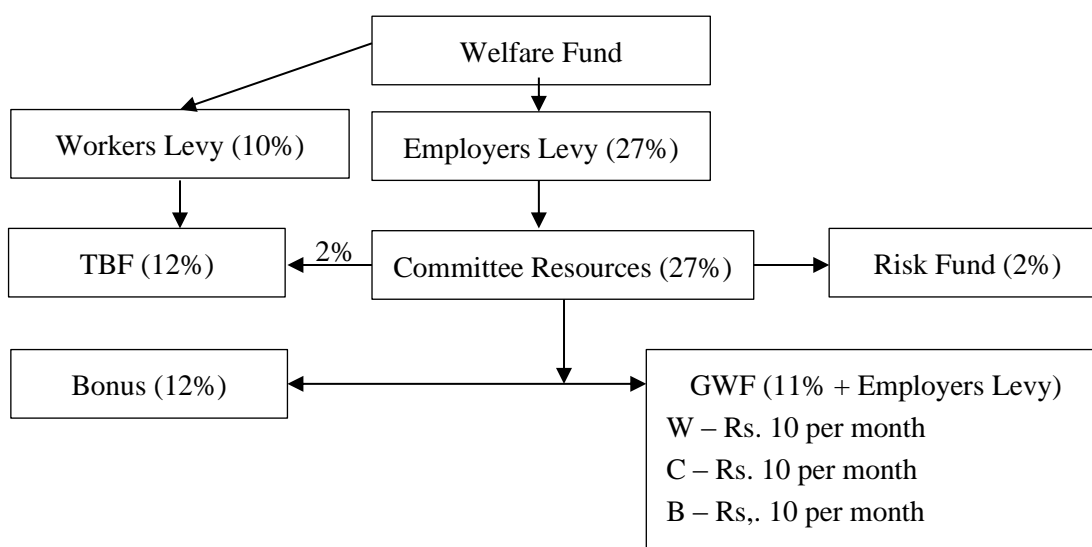 Welfare Fund
Workers Levy (10%)
Employers Levy (27%)
TBF (12%)
2%
Committee Resources (27%)
Risk Fund (2%)
Bonus (12%)
GWF (11% + Employers Levy)
W – Rs. 10 per month
C – Rs. 10 per month
B – Rs,. 10 per month